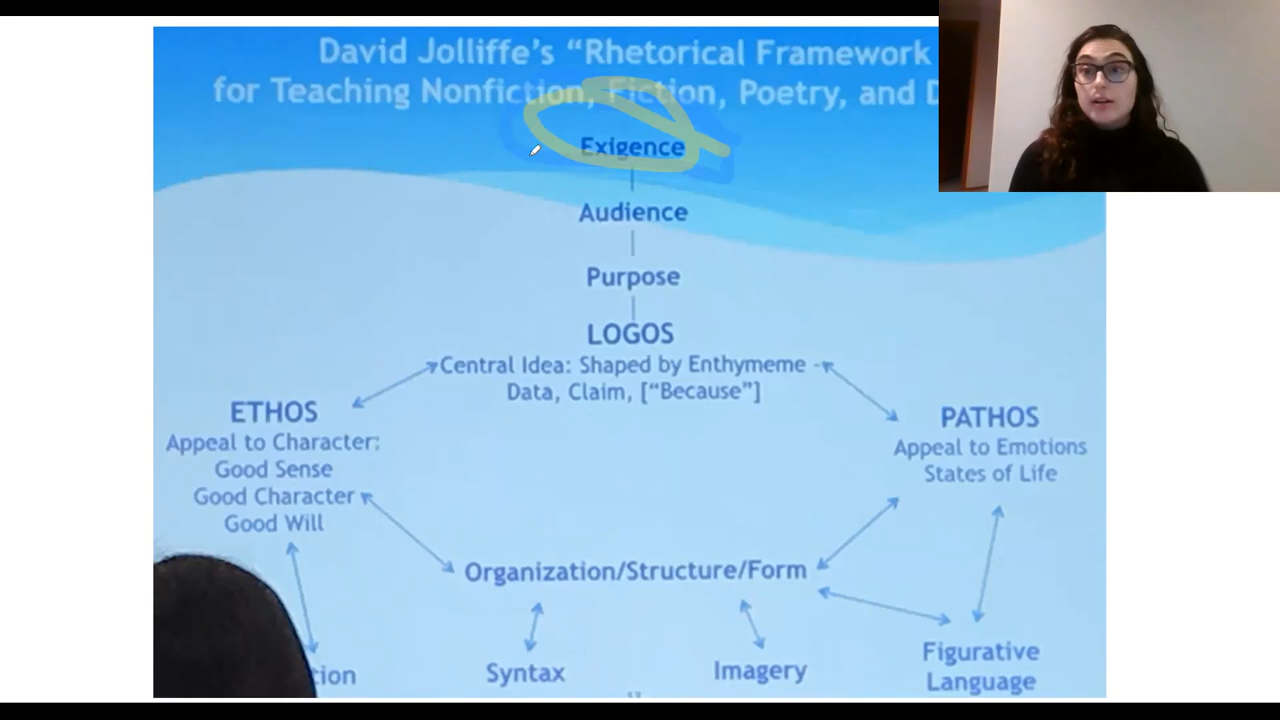 David Jolliffe's “Rhetorical Framework
for Teaching Nonfiction, Fiction, Poetry, and D
Exigence
Audience
Purpose
LOGOS
Central Idea: Shaped by Enthymeme -
Data, Claim, [“Because”]
ETHOS
Appeal to Character:
Good Sense
Good Character
Good Will
PATHOS
Appeal to Emotions
States of Life
Organization/Structure/Form
ction
Syntax
Imagery
Figurative
Language